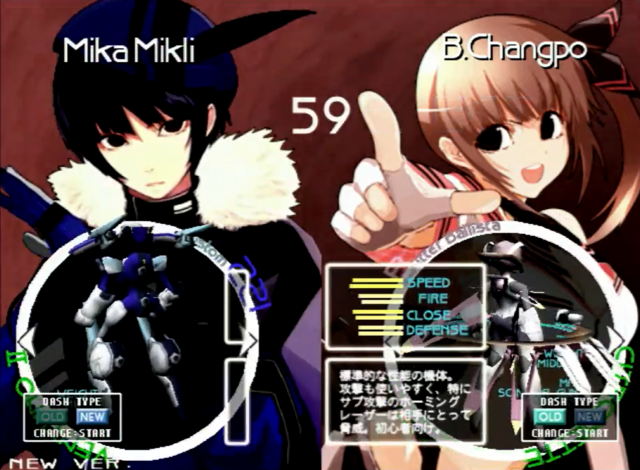 Mika Mikli
B.Changpo
59
SPEED
FIRE
CLOSE
DEFENSE
標準的な性能の機体。
攻撃も使いやすく、特に
サブ攻撃のホーミング
レーザーは相手にとって
脅威。初心者向け。
DASH TYPE
OLD NEW
CHANGE-START
DASH TYPE
OLD NEW
CHANGE-START
NEW VER.